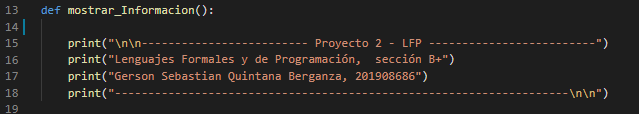 13 def mostrar_Informacion():
14
15 print("\n\n----------------------- Proyecto 2 - LFP -----------------------")
16 print("Lenguajes Formales y de Programación,  sección B+")
17 print("Gerson Sebastian Quintana Berganza, 201908686")
18 print("---------------------------------------------------------------\n\n")
19